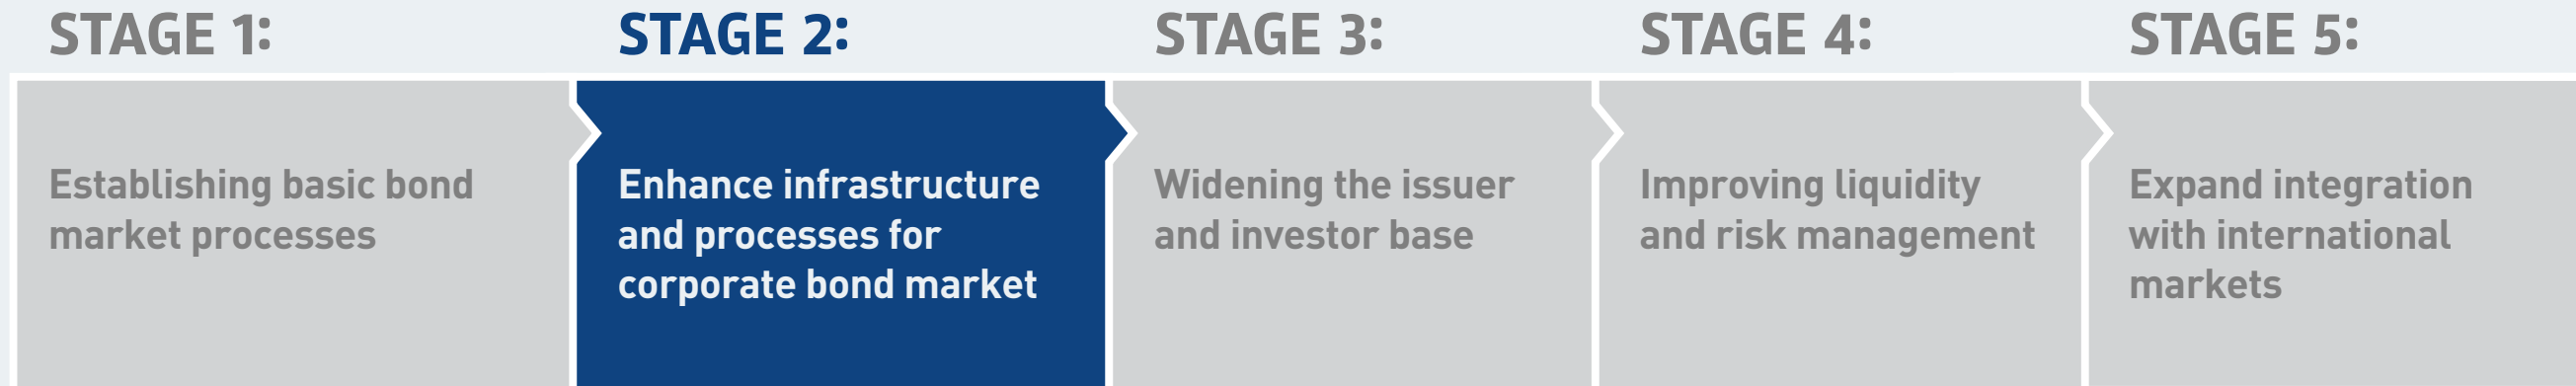 STAGE 1:
Establishing basic bond
market processes
STAGE 2:
Enhance infrastructure
and processes for
corporate bond market
STAGE 3:
Widening the issuer
and investor base
STAGE 4:
Improving liquidity
and risk management
STAGE 5:
Expand integration
with international
markets